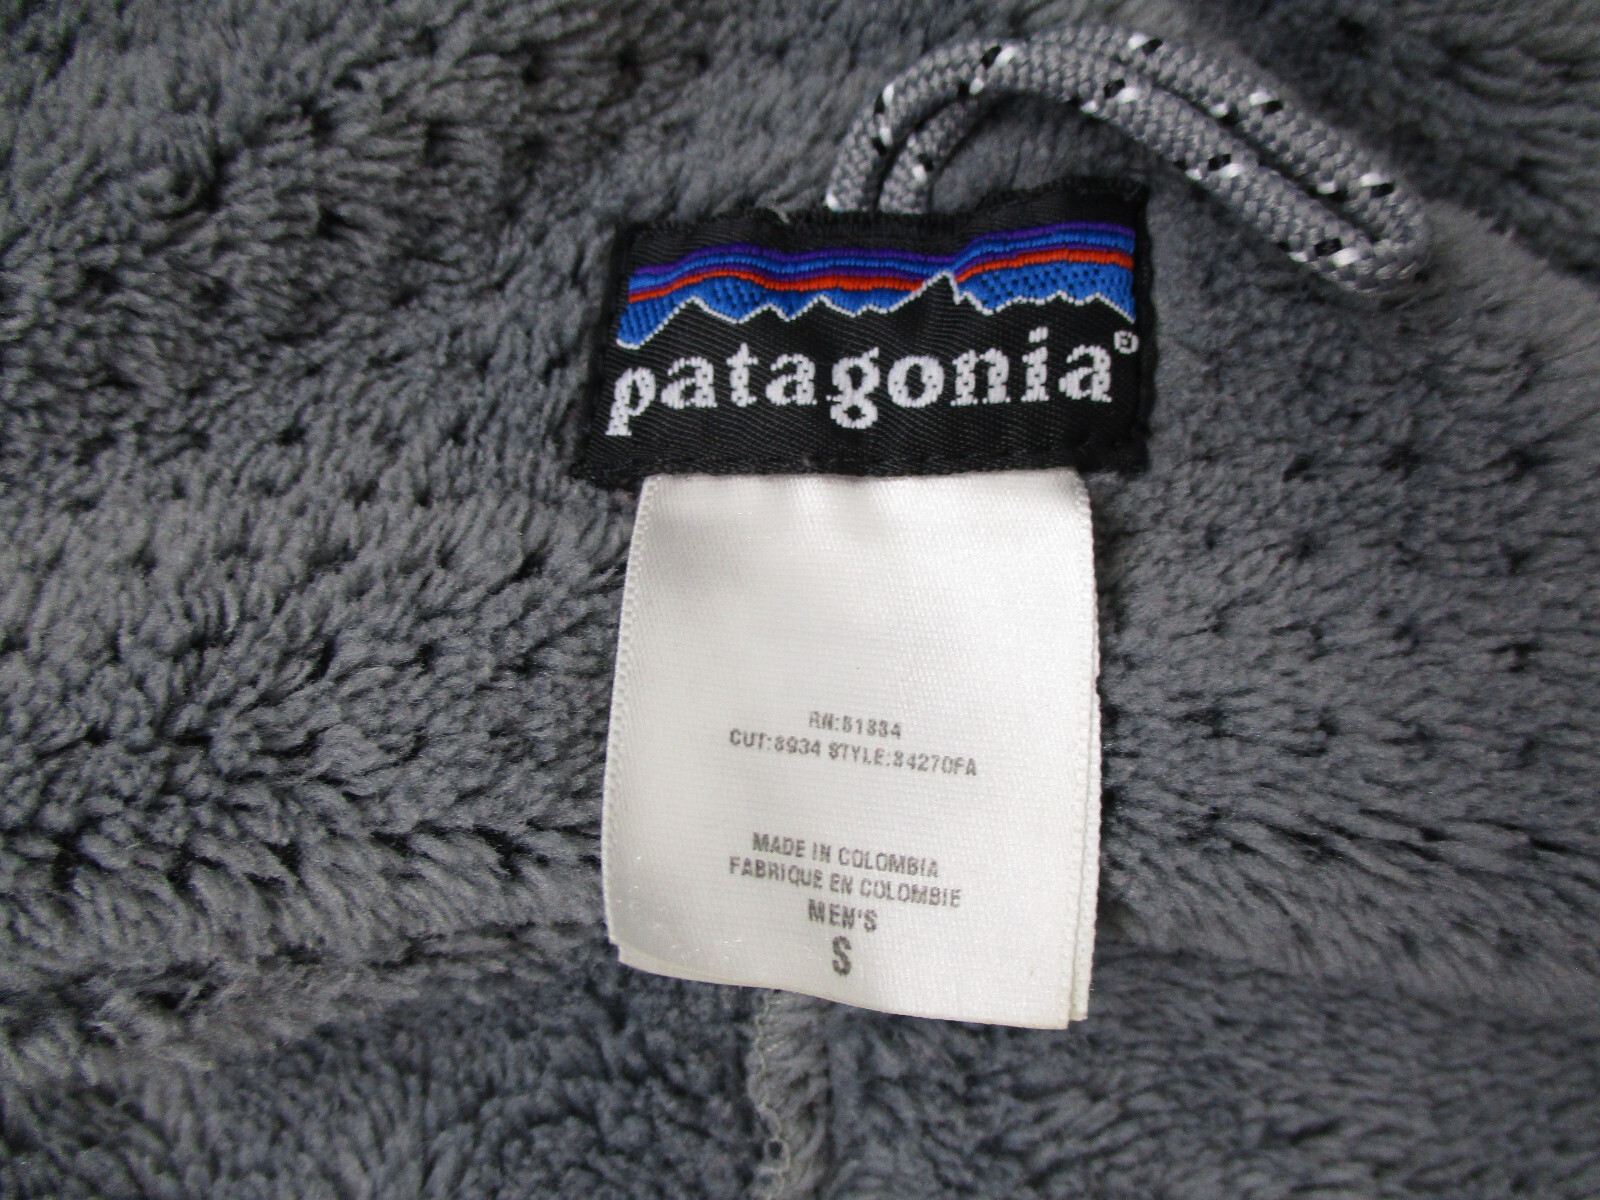 patagonia®
RN:51884
CUT:8934 STYLE:84270FA
MADE IN COLOMBIA
FABRIQUE EN COLOMBIE
MEN'S
S